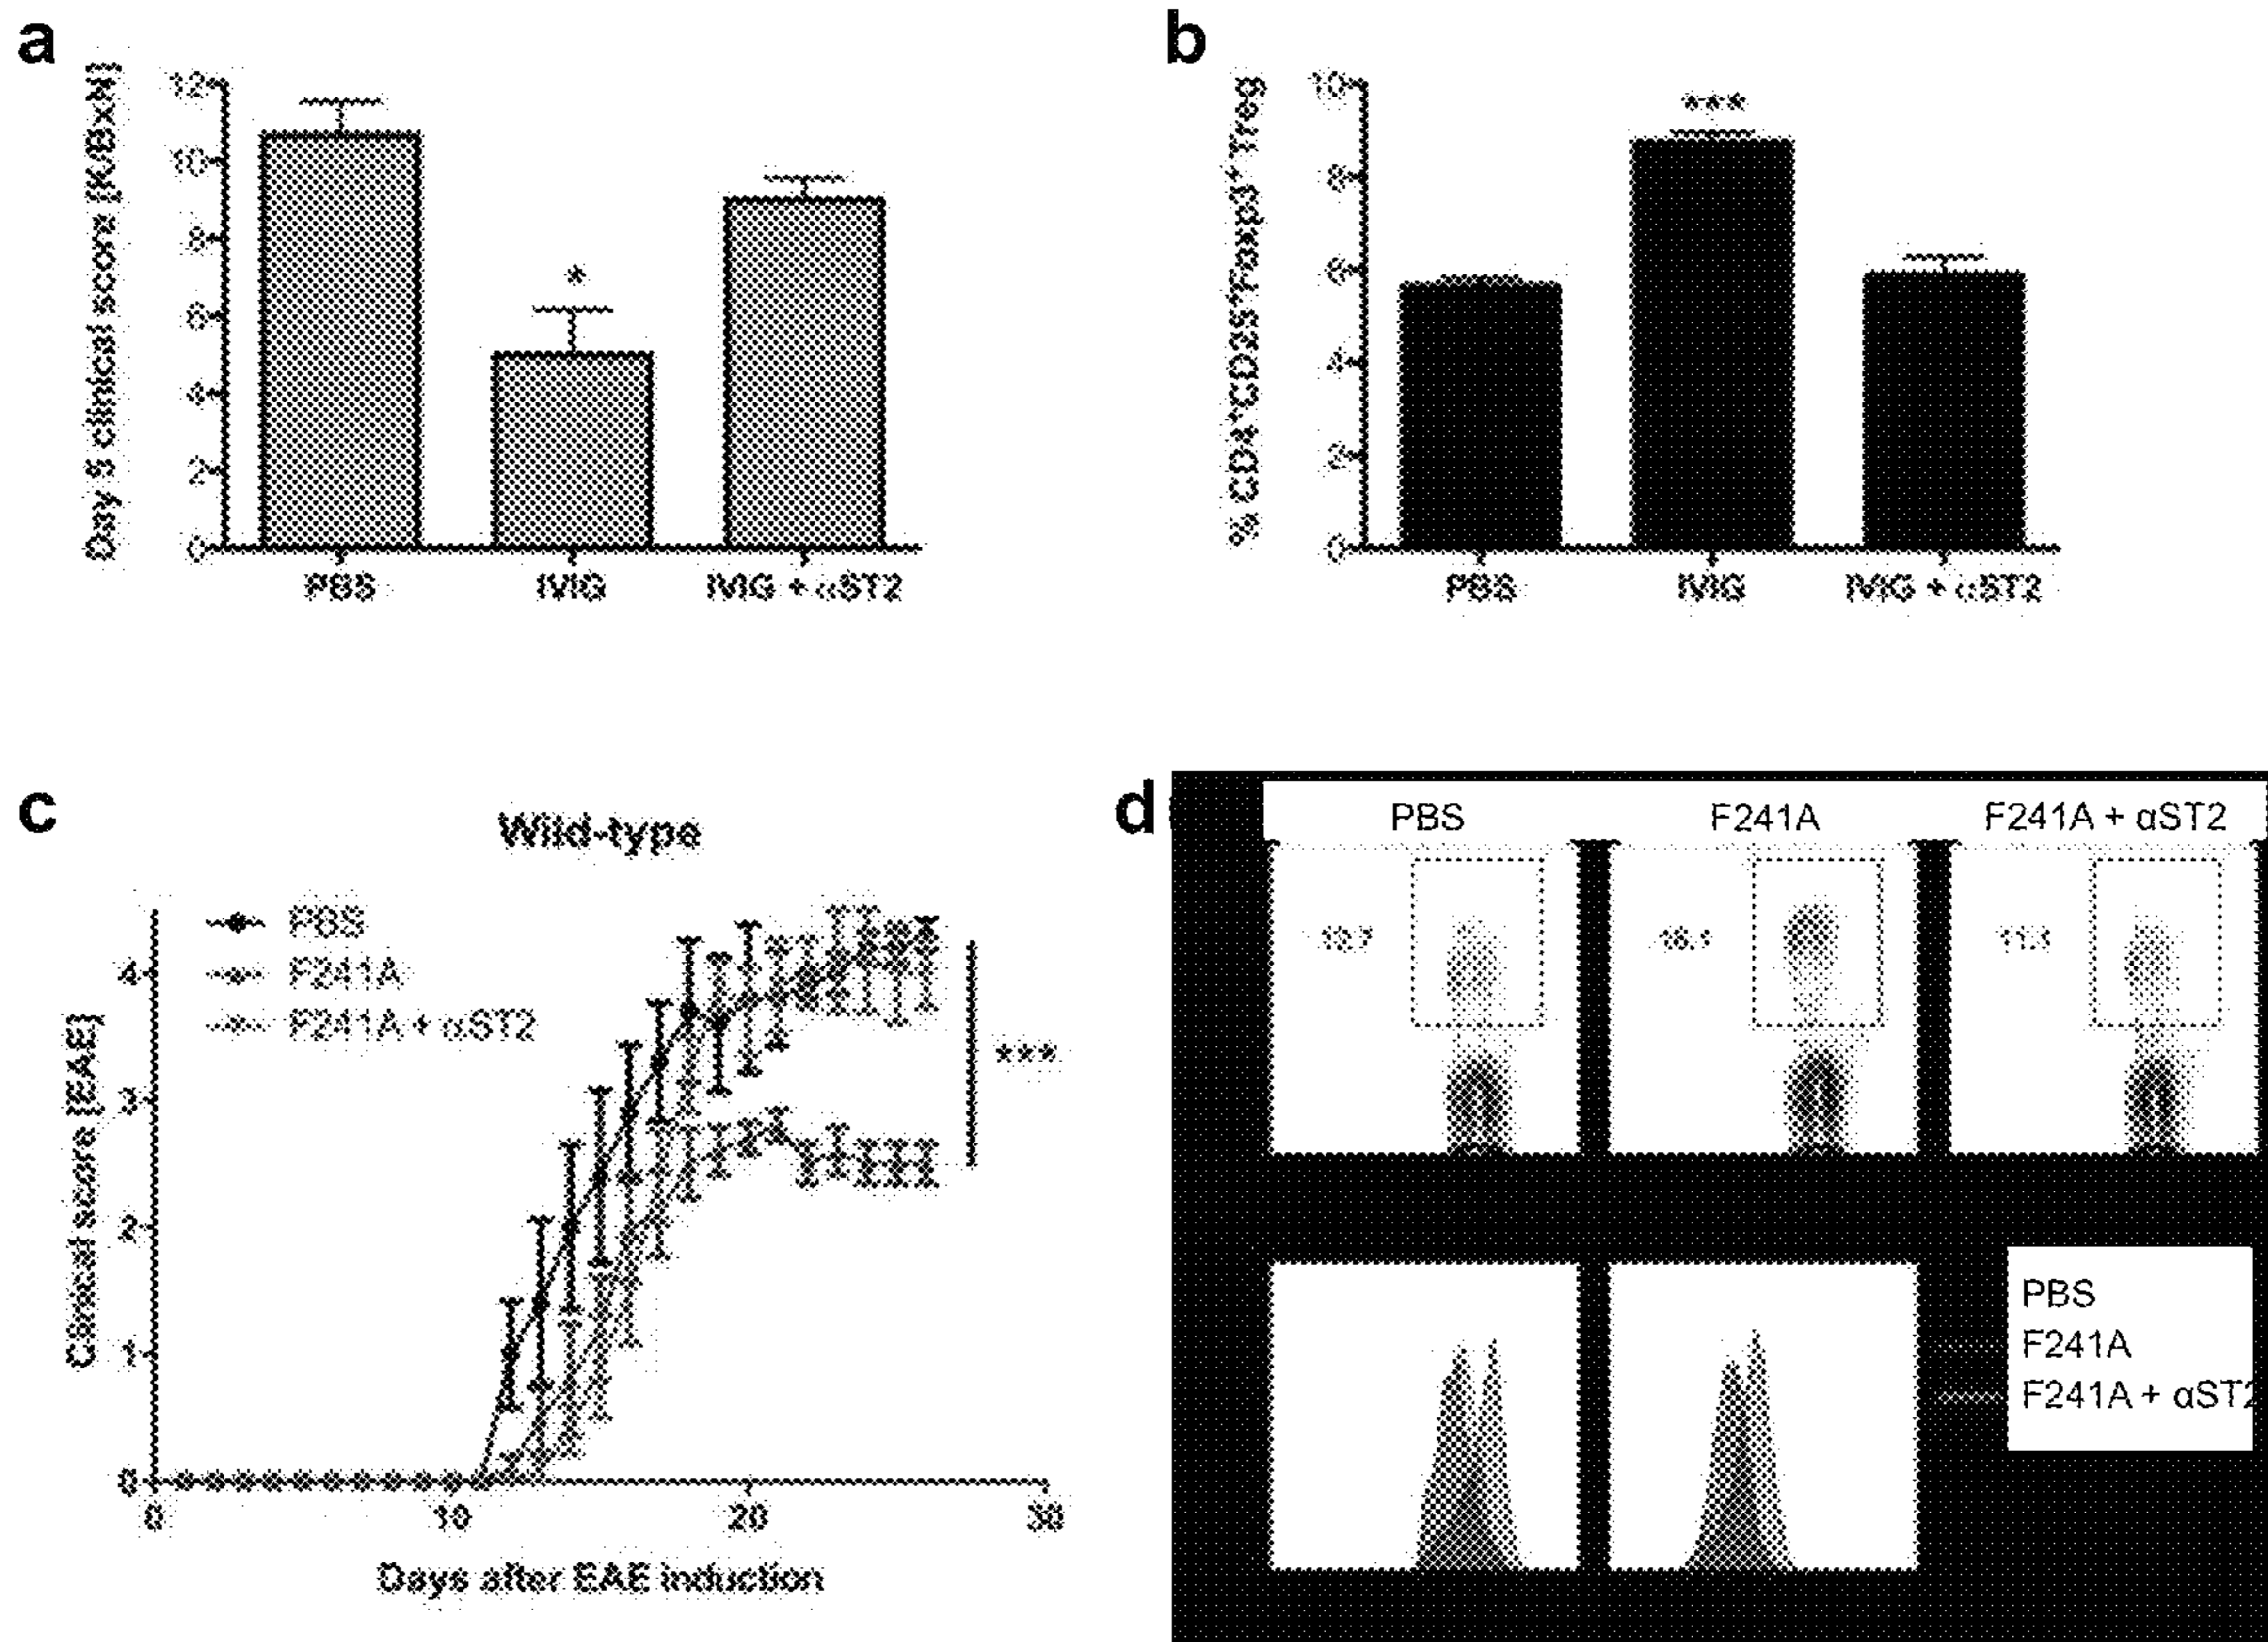 a
Day 5 clinical score [K/BxN]
12
10
8
6
4
2
0
*
PBS
IVIG
IVIG + αST2
b
% CD4⁺CD25⁺Foxp3⁺ Treg
10
8
6
4
2
0
***
PBS
IVIG
IVIG + αST2
c
Wild-type
PBS
F241A
F241A + αST2
Clinical score [EAE]
4
3
2
1
0
***
0
10
20
30
Days after EAE induction
d
PBS
F241A
F241A + αST2
16.1
PBS
F241A
F241A + αST2